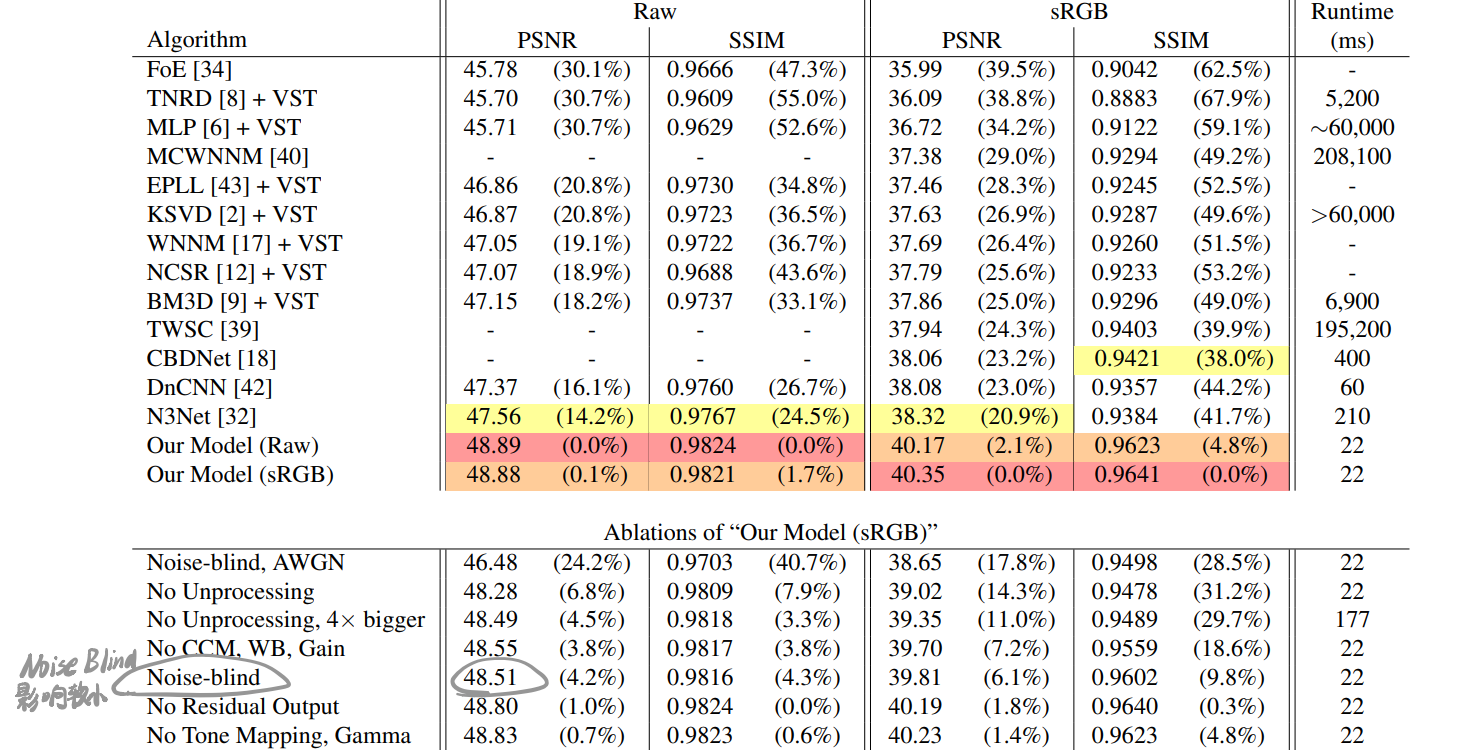 Raw sRGB Runtime
Algorithm PSNR SSIM PSNR SSIM (ms)
FoE [34] 45.78 (30.1%) 0.9666 (47.3%) 35.99 (39.5%) 0.9042 (62.5%) -
TNRD [8] + VST 45.70 (30.7%) 0.9609 (55.0%) 36.09 (38.8%) 0.8883 (67.9%) 5,200
MLP [6] + VST 45.71 (30.7%) 0.9629 (52.6%) 36.72 (34.2%) 0.9122 (59.1%) ∼60,000
MCWNNM [40] - - - - 37.38 (29.0%) 0.9294 (49.2%) 208,100
EPLL [43] + VST 46.86 (20.8%) 0.9730 (34.8%) 37.46 (28.3%) 0.9245 (52.5%) -
KSVD [2] + VST 46.87 (20.8%) 0.9723 (36.5%) 37.63 (26.9%) 0.9287 (49.6%) >60,000
WNNM [17] + VST 47.05 (19.1%) 0.9722 (36.7%) 37.69 (26.4%) 0.9260 (51.5%) -
NCSR [12] + VST 47.07 (18.9%) 0.9688 (43.6%) 37.79 (25.6%) 0.9233 (53.2%) -
BM3D [9] + VST 47.15 (18.2%) 0.9737 (33.1%) 37.86 (25.0%) 0.9296 (49.0%) 6,900
TWSC [39] - - - - 37.94 (24.3%) 0.9403 (39.9%) 195,200
CBDNet [18] - - - - 38.06 (23.2%) 0.9421 (38.0%) 400
DnCNN [42] 47.37 (16.1%) 0.9760 (26.7%) 38.08 (23.0%) 0.9357 (44.2%) 60
N3Net [32] 47.56 (14.2%) 0.9767 (24.5%) 38.32 (20.9%) 0.9384 (41.7%) 210
Our Model (Raw) 48.89 (0.0%) 0.9824 (0.0%) 40.17 (2.1%) 0.9623 (4.8%) 22
Our Model (sRGB) 48.88 (0.1%) 0.9821 (1.7%) 40.35 (0.0%) 0.9641 (0.0%) 22
Ablations of “Our Model (sRGB)”
Noise-blind, AWGN 46.48 (24.2%) 0.9703 (40.7%) 38.65 (17.8%) 0.9498 (28.5%) 22
No Unprocessing 48.28 (6.8%) 0.9809 (7.9%) 39.02 (14.3%) 0.9478 (31.2%) 22
No Unprocessing, 4× bigger 48.49 (4.5%) 0.9818 (3.3%) 39.35 (11.0%) 0.9489 (29.7%) 177
No CCM, WB, Gain 48.55 (3.8%) 0.9817 (3.8%) 39.70 (7.2%) 0.9559 (18.6%) 22
Noise Blind
影响较小
Noise-blind 48.51 (4.2%) 0.9816 (4.3%) 39.81 (6.1%) 0.9602 (9.8%) 22
No Residual Output 48.80 (1.0%) 0.9824 (0.0%) 40.19 (1.8%) 0.9640 (0.3%) 22
No Tone Mapping, Gamma 48.83 (0.7%) 0.9823 (0.6%) 40.23 (1.4%) 0.9623 (4.8%) 22